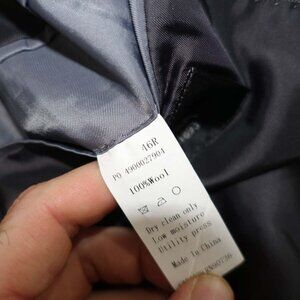 46R
PO 4900027904
100%Wool
Dry clean only
Low moisture
Utility press
Made In China